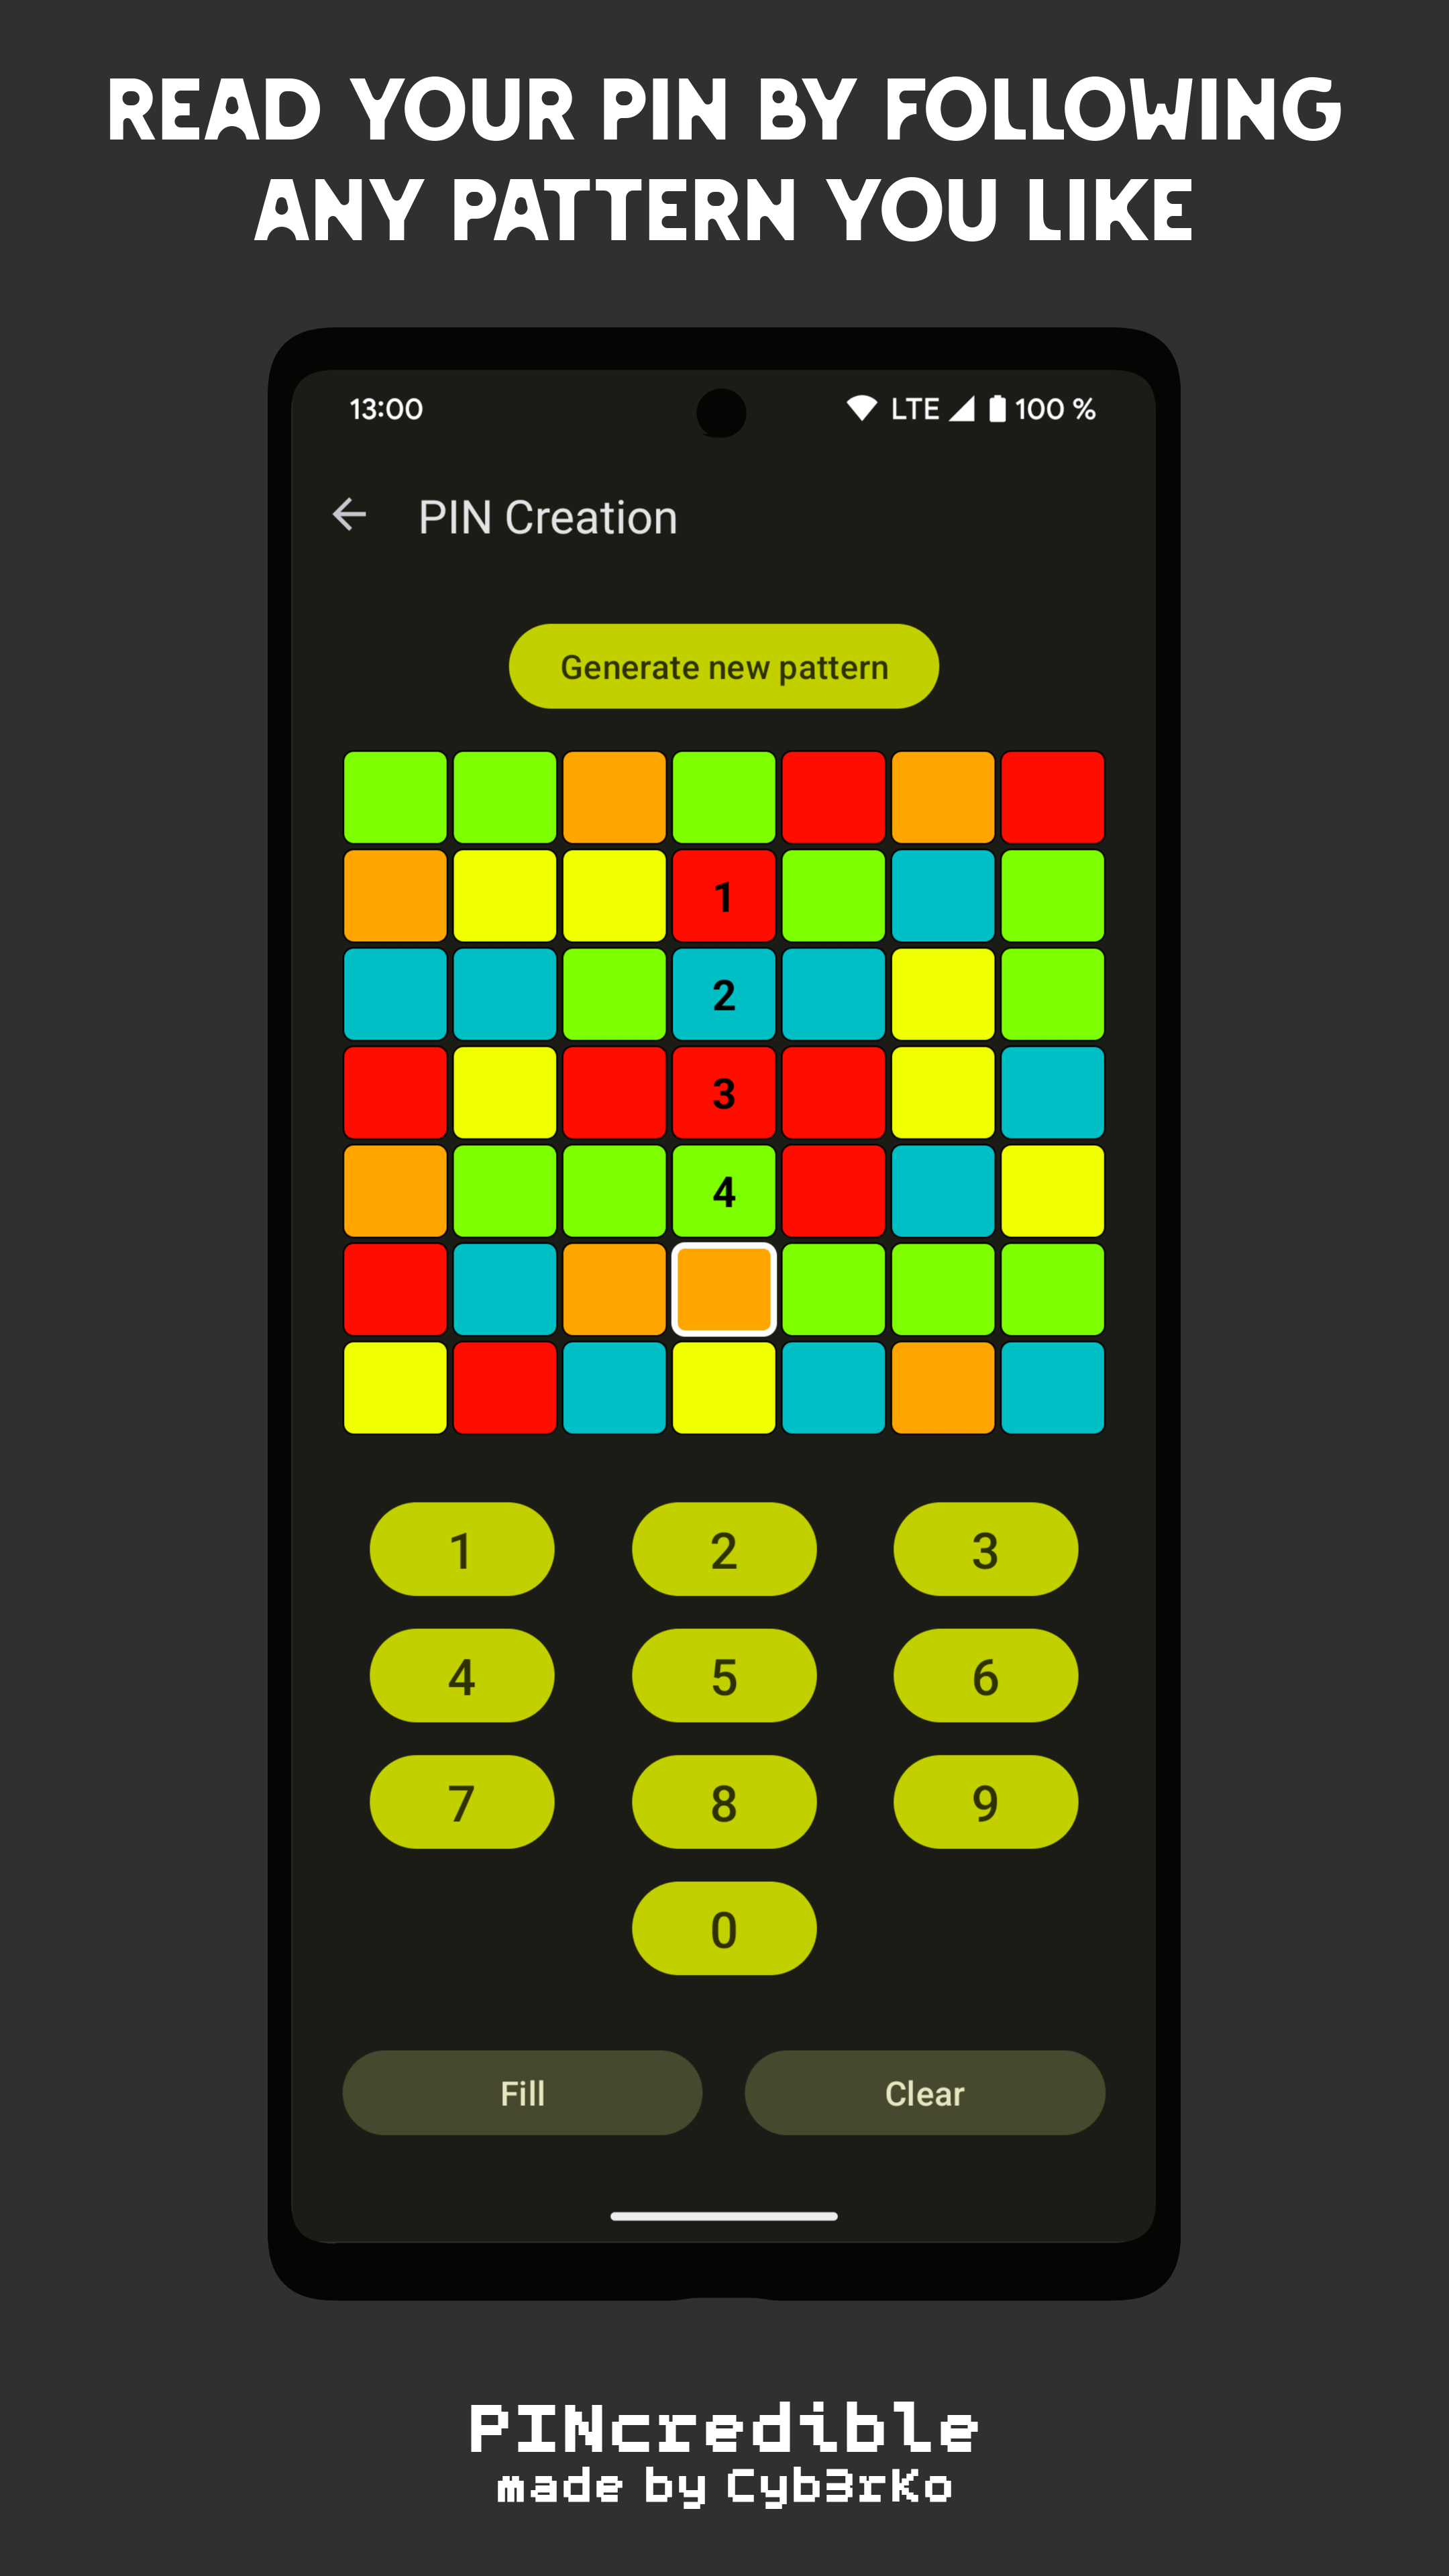 READ YOUR PIN BY FOLLOWING
ANY PATTERN YOU LIKE
13:00 LTE 100 %
PIN Creation
Generate new pattern
1
2
3
4
1 2 3
4 5 6
7 8 9
0
Fill Clear
PINcredible
made by Cyb3rKo